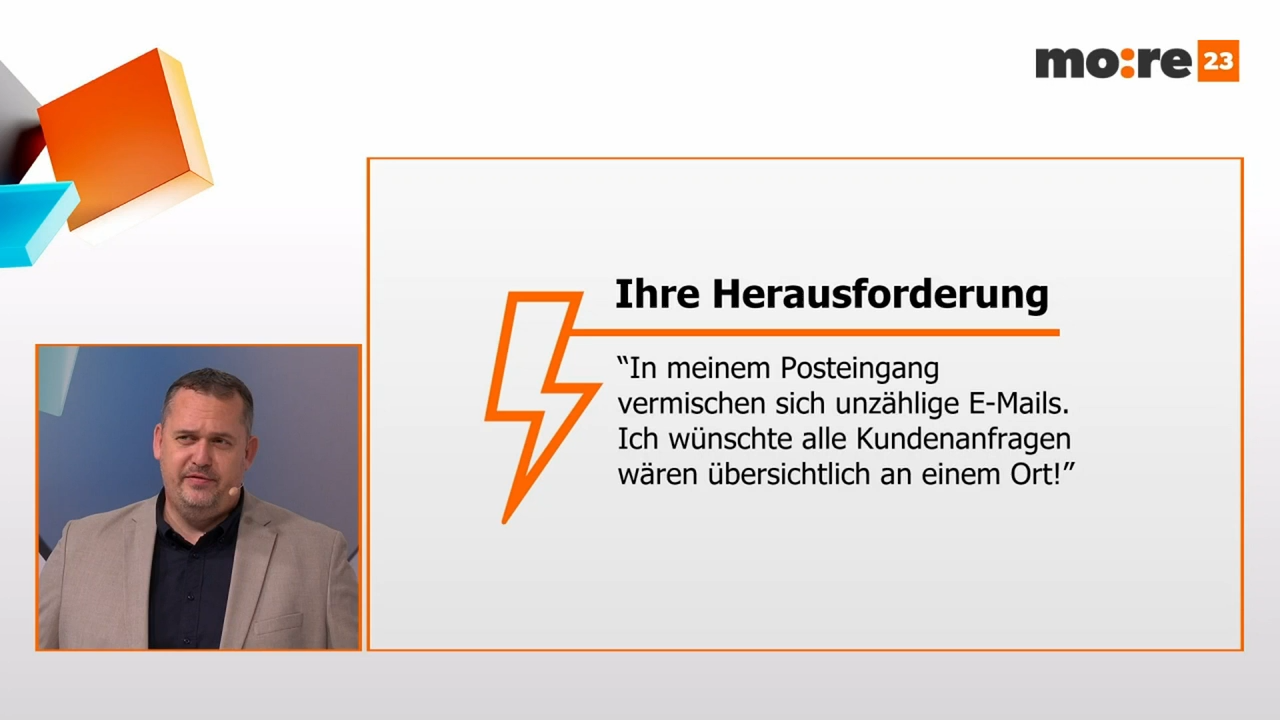 mo:re 23
Ihre Herausforderung
“In meinem Posteingang
vermischen sich unzählige E-Mails.
Ich wünschte alle Kundenanfragen
wären übersichtlich an einem Ort!”